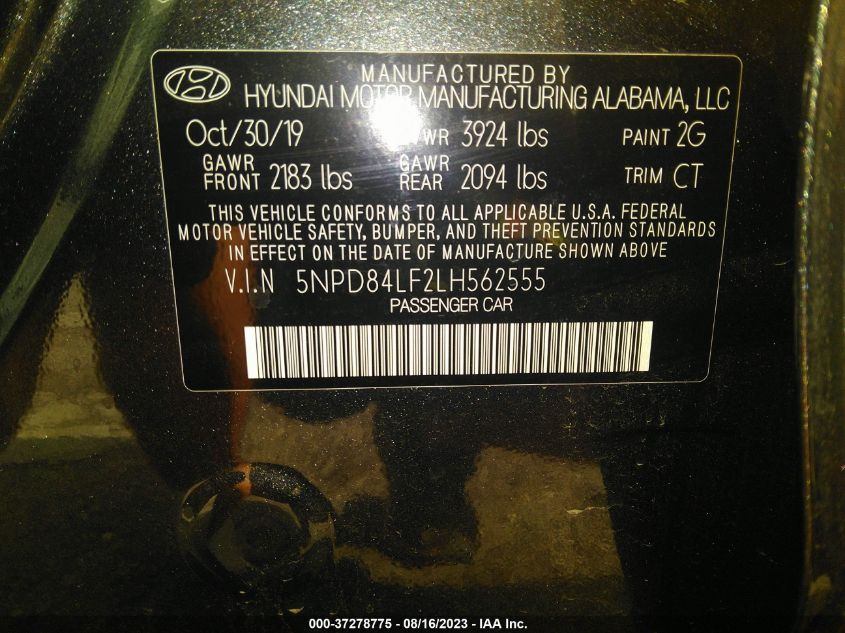 MANUFACTURED BY
HYUNDAI MOTOR MANUFACTURING ALABAMA, LLC
Oct/30/19 WR 3924 lbs PAINT 2G
GAWR FRONT 2183 lbs GAWR REAR 2094 lbs TRIM CT
THIS VEHICLE CONFORMS TO ALL APPLICABLE U.S.A. FEDERAL
MOTOR VEHICLE SAFETY, BUMPER, AND THEFT PREVENTION STANDARDS
IN EFFECT ON THE DATE OF MANUFACTURE SHOWN ABOVE
V.I.N 5NPD84LF2LH562555
PASSENGER CAR
000-37278775 - 08/16/2023 - IAA Inc.